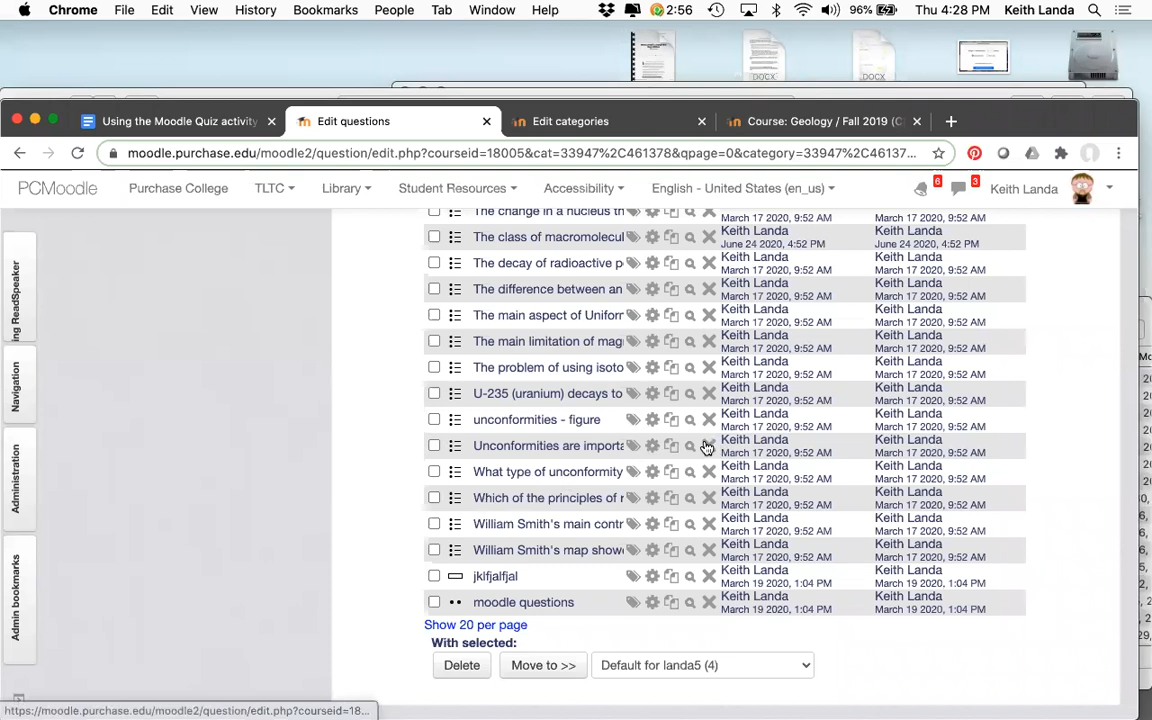 Chrome File Edit View History Bookmarks People Tab Window Help 2:56 96% Thu 4:28 PM Keith Landa
DOCX DOCX
Using the Moodle Quiz activity Edit questions Edit categories Course: Geology / Fall 2019 (C
moodle.purchase.edu/moodle2/question/edit.php?courseid=18005&cat=33947%2C461378&qpage=0&category=33947%2C46137...
PCMoodle Purchase College TLTC Library Student Resources Accessibility English - United States (en_us) 6 3 Keith Landa
ing ReadSpeaker
Navigation
Administration
Admin bookmarks
The change in a nucleus th March 17 2020, 9:52 AM March 17 2020, 9:52 AM
The class of macromolecul Keith Landa Keith Landa
June 24 2020, 4:52 PM June 24 2020, 4:52 PM
The decay of radioactive p Keith Landa Keith Landa
March 17 2020, 9:52 AM March 17 2020, 9:52 AM
The difference between an Keith Landa Keith Landa
March 17 2020, 9:52 AM March 17 2020, 9:52 AM
The main aspect of Uniforr Keith Landa Keith Landa
March 17 2020, 9:52 AM March 17 2020, 9:52 AM
The main limitation of mag Keith Landa Keith Landa
March 17 2020, 9:52 AM March 17 2020, 9:52 AM
The problem of using isoto Keith Landa Keith Landa
March 17 2020, 9:52 AM March 17 2020, 9:52 AM
U-235 (uranium) decays to Keith Landa Keith Landa
March 17 2020, 9:52 AM March 17 2020, 9:52 AM
unconformities - figure Keith Landa Keith Landa
March 17 2020, 9:52 AM March 17 2020, 9:52 AM
Unconformities are importa Keith Landa Keith Landa
March 17 2020, 9:52 AM March 17 2020, 9:52 AM
What type of unconformity Keith Landa Keith Landa
March 17 2020, 9:52 AM March 17 2020, 9:52 AM
Which of the principles of r Keith Landa Keith Landa
March 17 2020, 9:52 AM March 17 2020, 9:52 AM
William Smith's main contr Keith Landa Keith Landa
March 17 2020, 9:52 AM March 17 2020, 9:52 AM
William Smith's map show Keith Landa Keith Landa
March 17 2020, 9:52 AM March 17 2020, 9:52 AM
jklfjalfjal Keith Landa Keith Landa
March 19 2020, 1:04 PM March 19 2020, 1:04 PM
moodle questions Keith Landa Keith Landa
March 19 2020, 1:04 PM March 19 2020, 1:04 PM
Show 20 per page
With selected:
Delete Move to >> Default for landa5 (4)
https://moodle.purchase.edu/moodle2/question/edit.php?courseid=18...